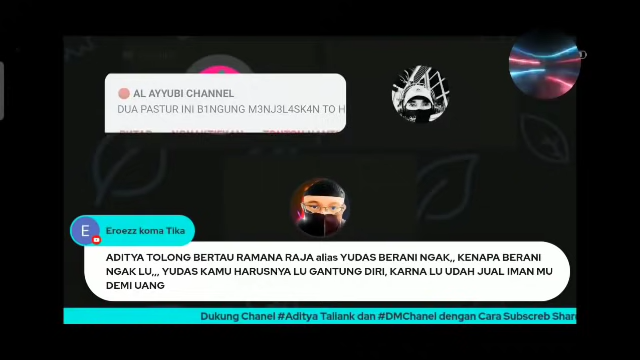 AL AYYUBI CHANNEL
DUA PASTUR INI B1NGUNG M3NJ3L4SK4N TO H
E
Eroezz koma Tika
ADITYA TOLONG BERTAU RAMANA RAJA alias YUDAS BERANI NGAK,, KENAPA BERANI
NGAK LU,,, YUDAS KAMU HARUSNYA LU GANTUNG DIRI, KARNA LU UDAH JUAL IMAN MU
DEMI UANG
Dukung Chanel #Aditya Taliank dan #DMChanel dengan Cara Subscreb Share